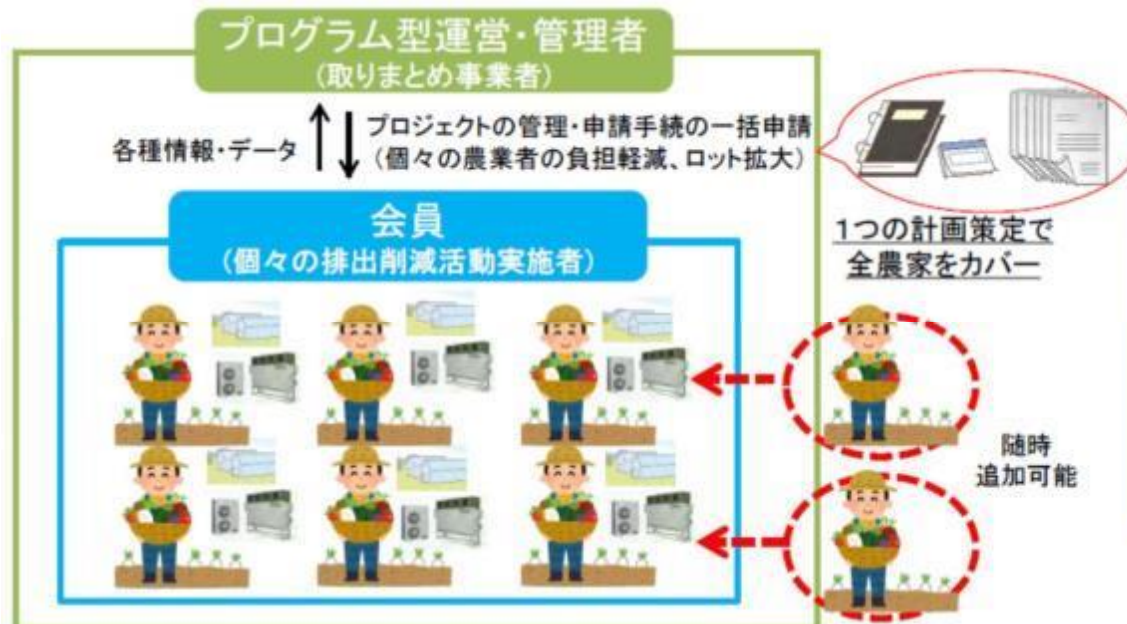 プログラム型運営・管理者
(取りまとめ事業者)
各種情報・データ
プロジェクトの管理・申請手続の一括申請
(個々の農業者の負担軽減、ロット拡大)
会員
(個々の排出削減活動実施者)
1つの計画策定で
全農家をカバー
随時
追加可能